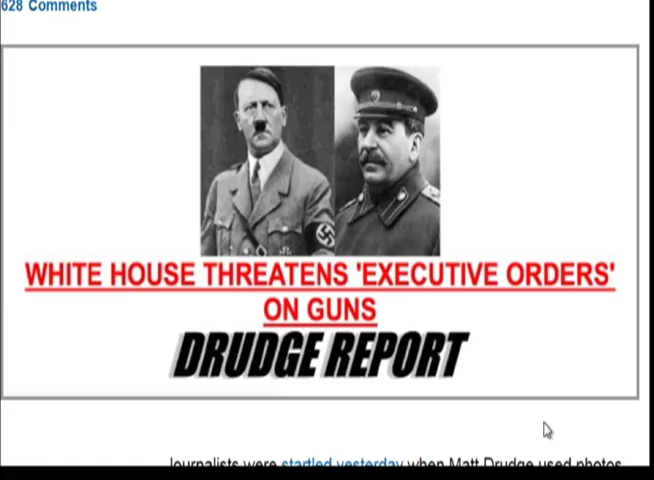 628 Comments
WHITE HOUSE THREATENS 'EXECUTIVE ORDERS'
ON GUNS
DRUDGE REPORT
Journalists were startled yesterday when Matt Drudge used photos